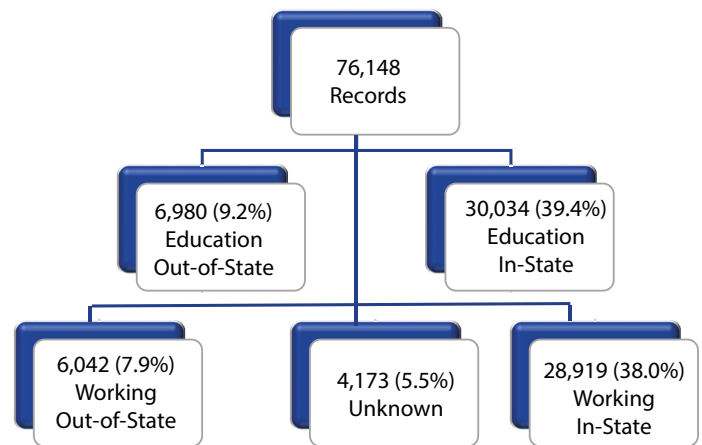 76,148
Records
6,980 (9.2%)
Education
Out-of-State
30,034 (39.4%)
Education
In-State
6,042 (7.9%)
Working
Out-of-State
4,173 (5.5%)
Unknown
28,919 (38.0%)
Working
In-State